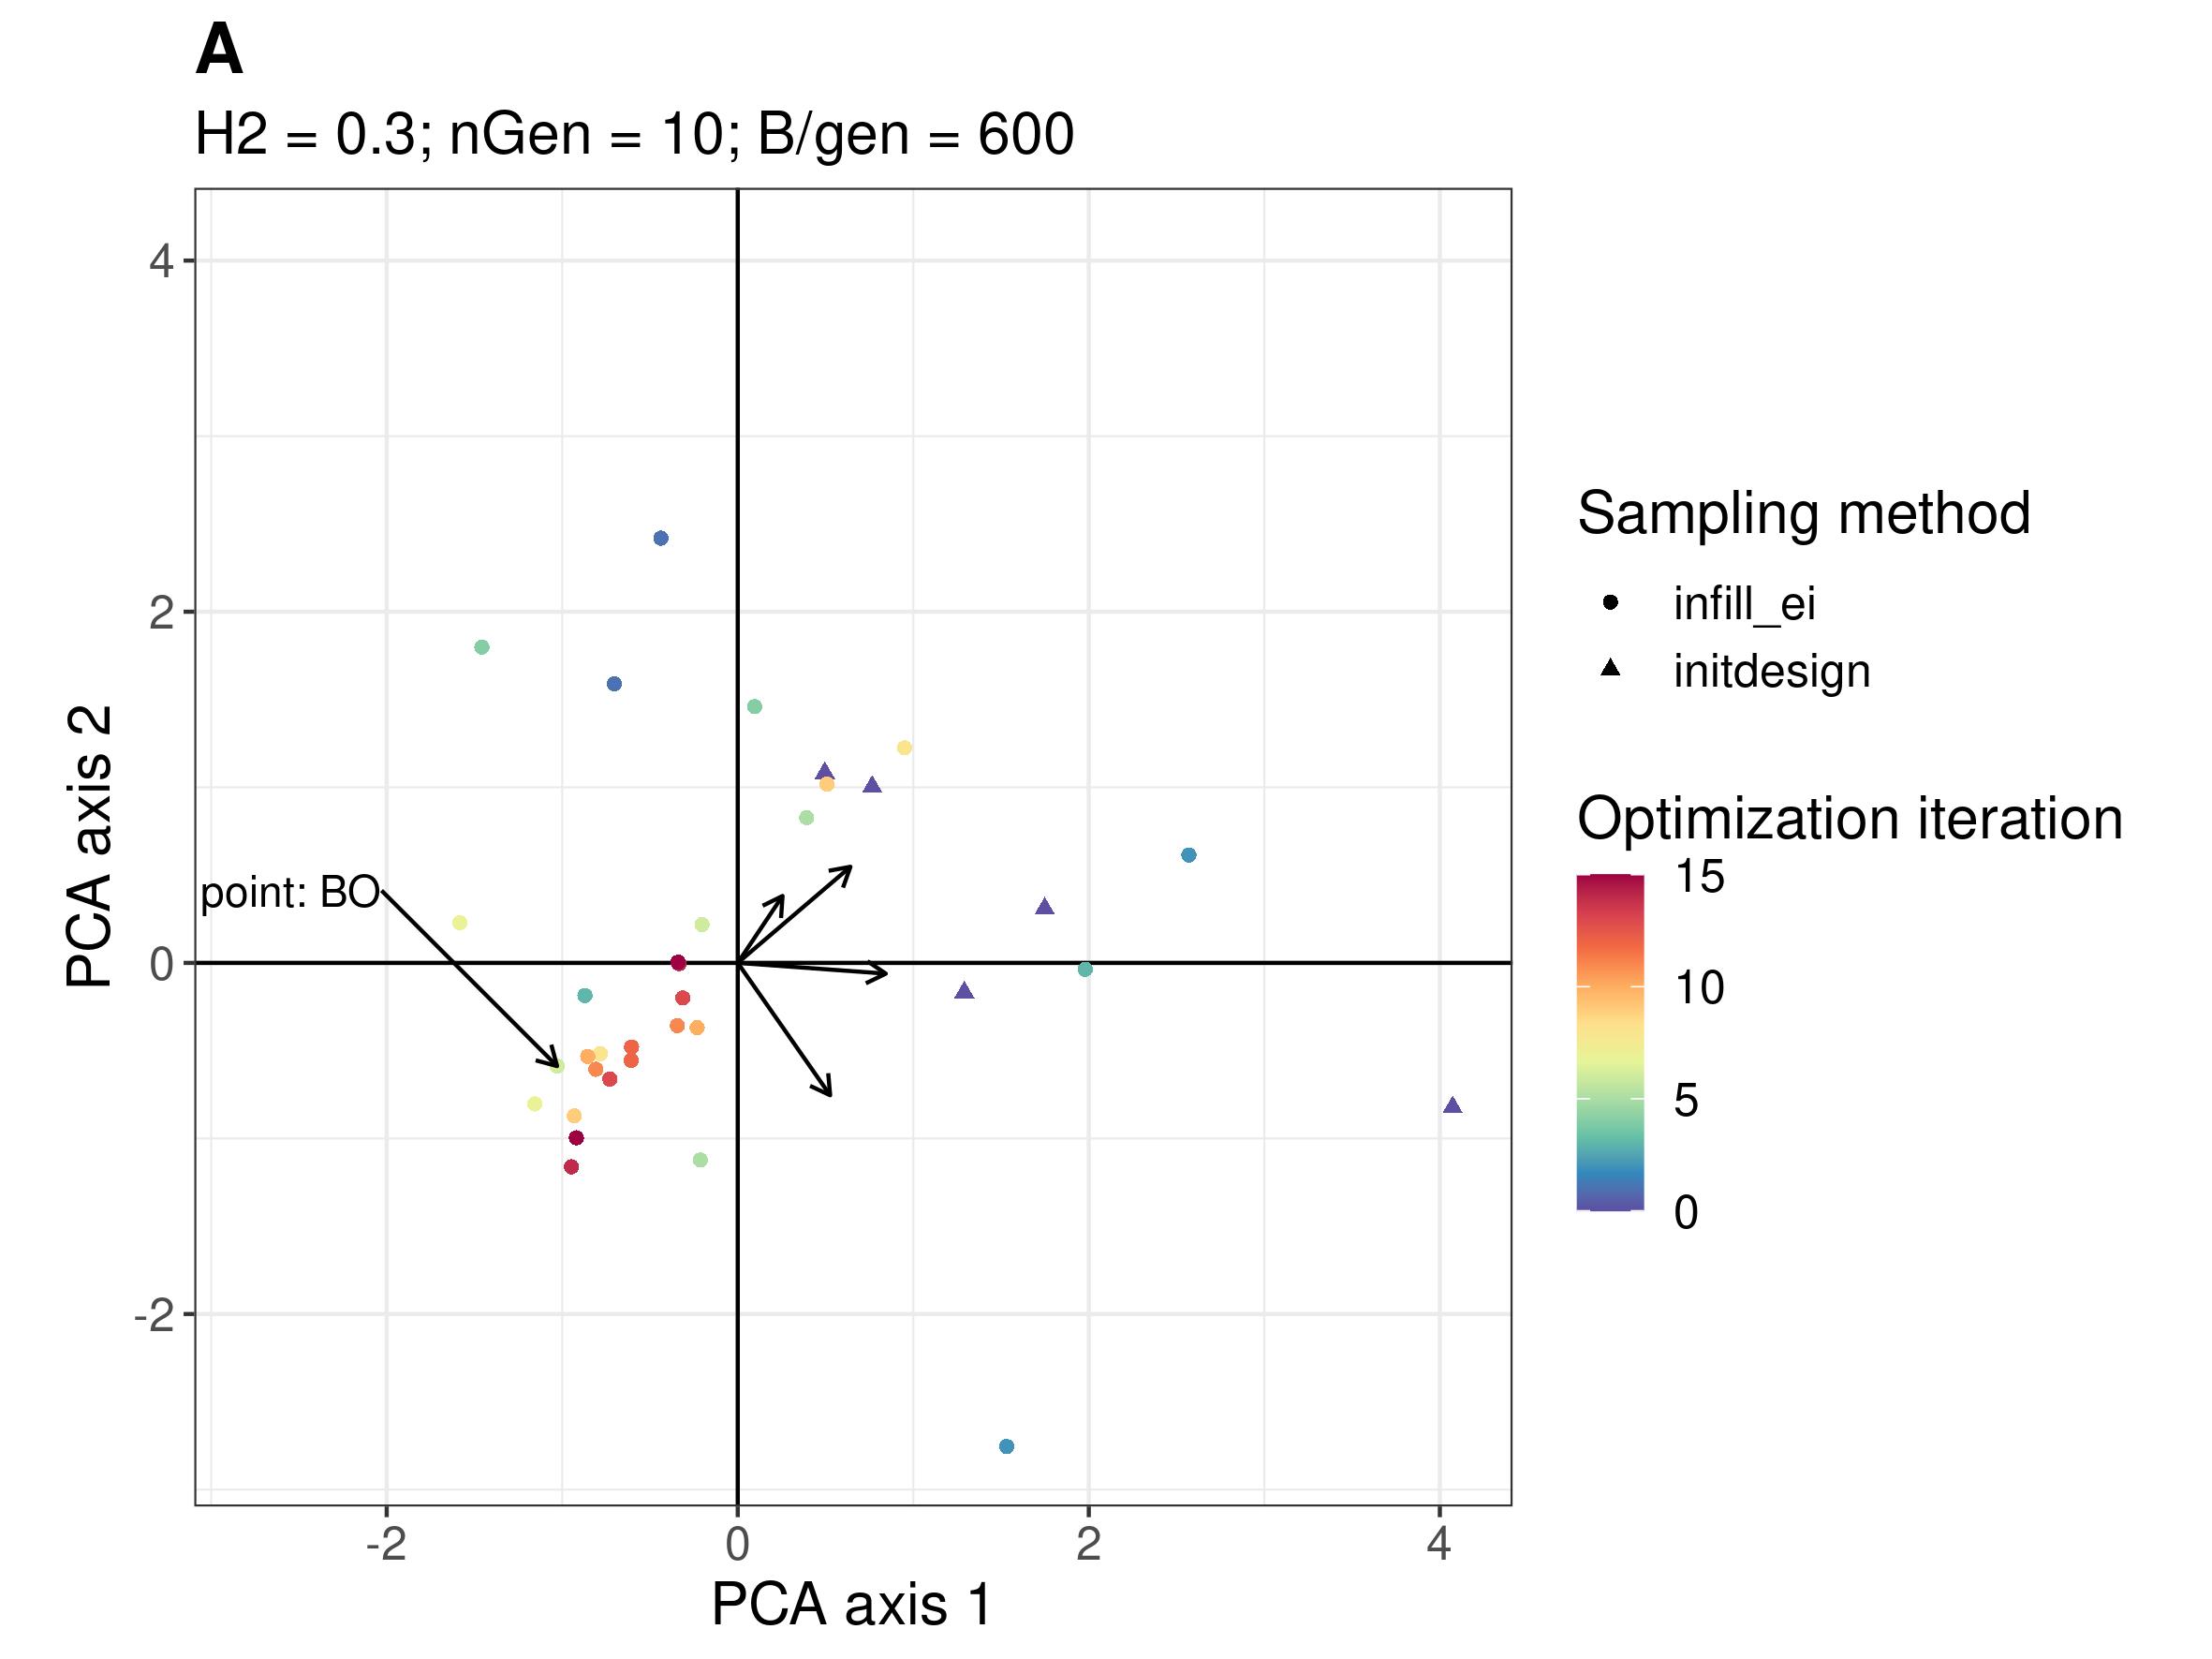 A
H2 = 0.3; nGen = 10; B/gen = 600
4
2
0
-2
PCA axis 2
point: BO
-2
0
2
4
PCA axis 1
Sampling method
infill_ei
initdesign
Optimization iteration
15
10
5
0